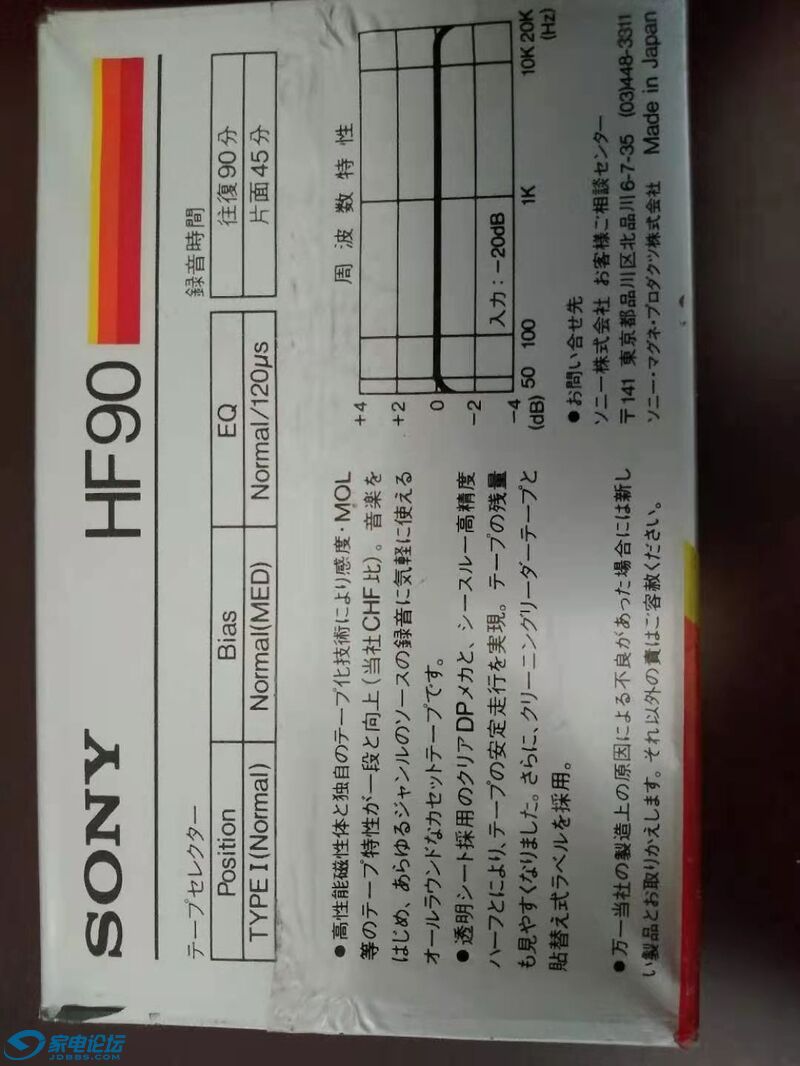 SONY HF90
テープセレクター
Position Bias EQ
TYPE I (Normal) Normal(MED) Normal/120μs
録音時間
往復90分
片面45分
●高性能磁性体と独自のテープ化技術により感度・MOL
等のテープ特性が一段と向上(当社CHF比)。音楽を
はじめ、あらゆるジャンルのソースの録音に気軽に使える
オールラウンドなカセットテープです。
●透明シート採用のクリアDPメカと、シースルー高精度
ハーフとにより、テープの安定走行を実現。テープの残量
も見やすくなりました。さらに、クリーニングリーダーテープと
貼替え式ラベルを採用。
周波数特性
+4
+2
0
-2
-4
(dB)
50 100 1K 10K 20K
(Hz)
入力:-20dB
●万一当社の製造上の原因による不良があった場合には新し
い製品とお取りかえします。それ以外の責はご容赦ください。
●お問い合せ先
ソニー株式会社 お客様ご相談センター
〒141 東京都品川区北品川6-7-35 (03)448-3311
ソニー・マグネ・プロダクツ株式会社 Made in Japan
家电论坛
JDBBS.COM